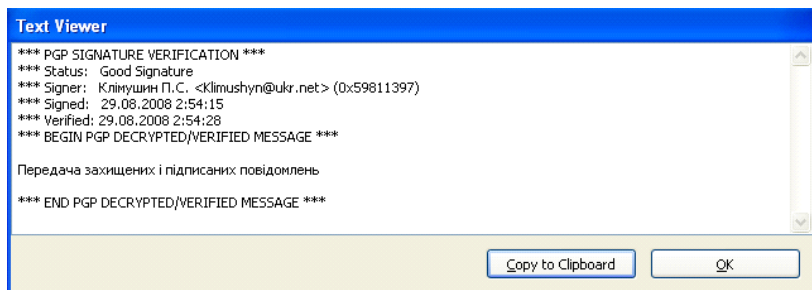 Text Viewer
*** PGP SIGNATURE VERIFICATION ***
*** Status:   Good Signature
*** Signer:   Клімушин П.С. <Klimushyn@ukr.net> (0x59811397)
*** Signed:   29.08.2008 2:54:15
*** Verified: 29.08.2008 2:54:28
*** BEGIN PGP DECRYPTED/VERIFIED MESSAGE ***
Передача захищених і підписаних повідомлень
*** END PGP DECRYPTED/VERIFIED MESSAGE ***
Copy to Clipboard OK